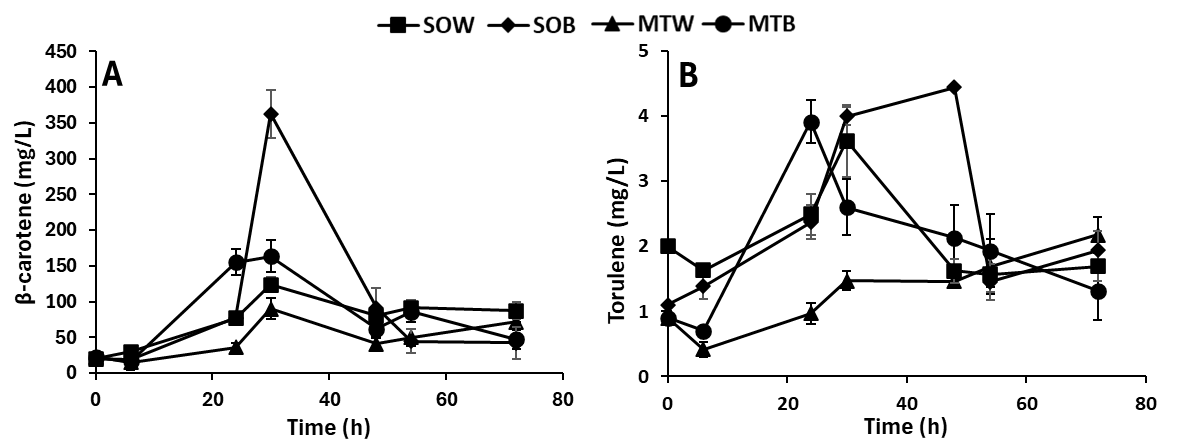 SOW SOB MTW MTB
A
β-carotene (mg/L)
450
400
350
300
250
200
150
100
50
0
0 20 40 60 80
Time (h)
B
Torulene (mg/L)
5
4
3
2
1
0
0 20 40 60 80
Time (h)